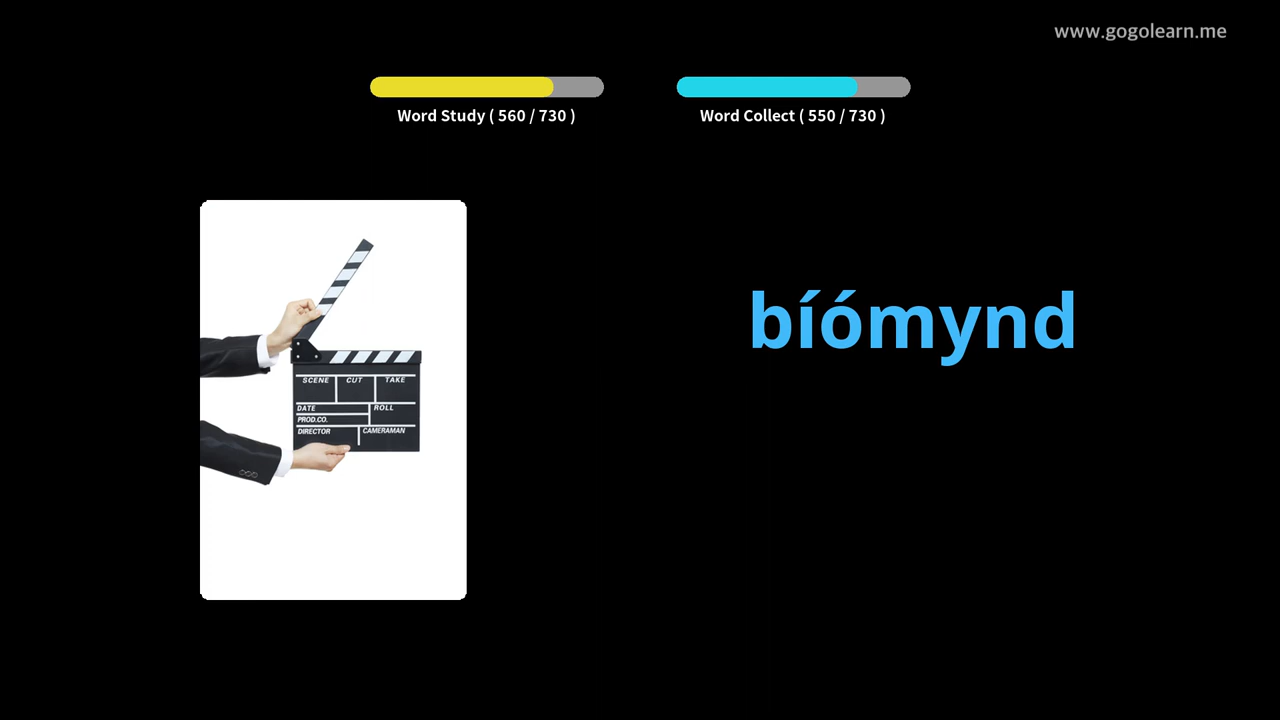 www.gogolearn.me
Word Study ( 560 / 730 )
Word Collect ( 550 / 730 )
bíómynd
SCENE CUT TAKE
DATE ROLL
PROD.CO.
DIRECTOR CAMERAMAN